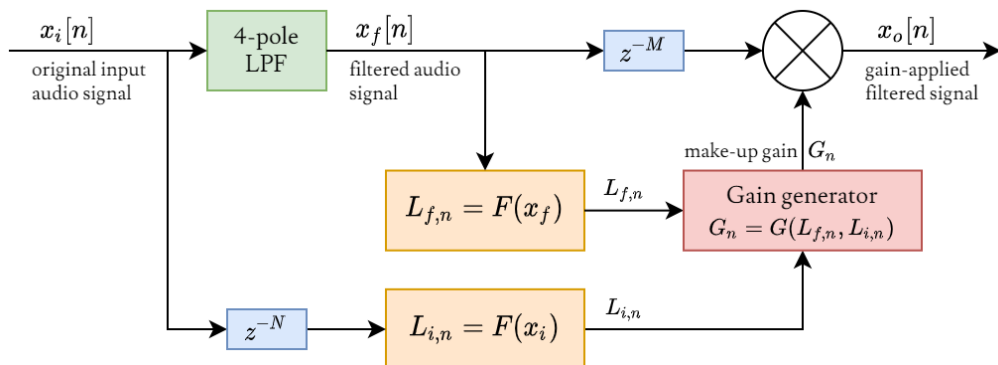 x_i[n]
original input
audio signal
4-pole
LPF
x_f[n]
filtered audio
signal
z^{-M}
x_o[n]
gain-applied
filtered signal
make-up gain G_n
L_{f,n} = F(x_f)
L_{f,n}
Gain generator
G_n = G(L_{f,n}, L_{i,n})
z^{-N}
L_{i,n} = F(x_i)
L_{i,n}